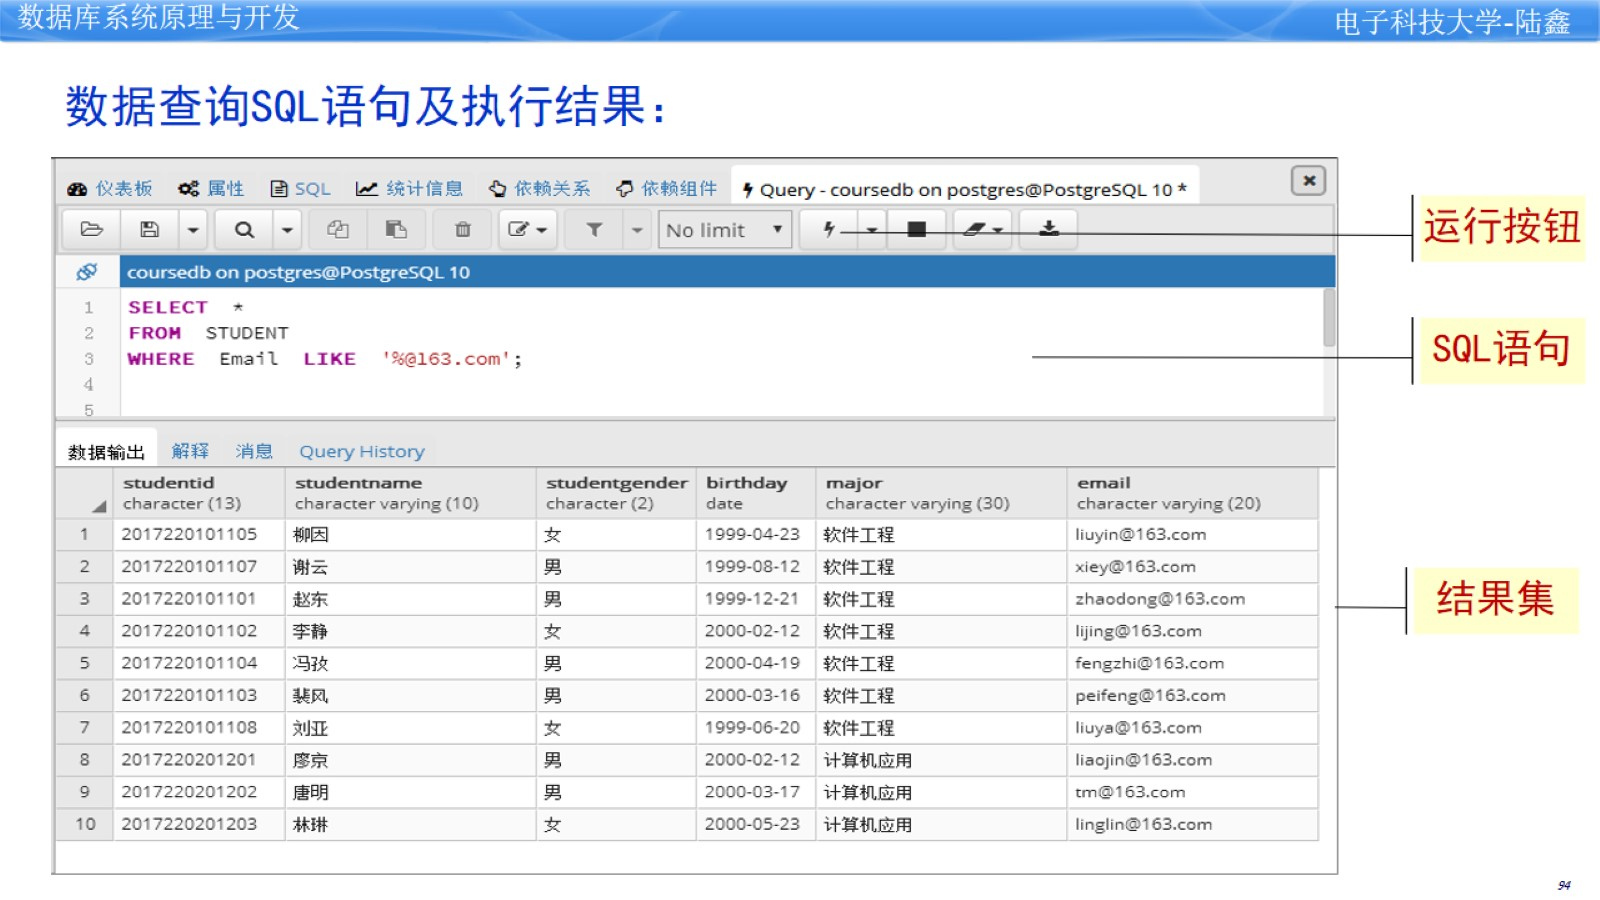 数据库系统原理与开发
电子科技大学-陆鑫
数据查询SQL语句及执行结果：
仪表板 属性 SQL 统计信息 依赖关系 依赖组件 Query - coursedb on postgres@PostgreSQL 10 *
No limit
运行按钮
coursedb on postgres@PostgreSQL 10
1 SELECT *
2 FROM STUDENT
3 WHERE Email LIKE '%@163.com';
4
5
SQL语句
数据输出 解释 消息 Query History
studentid studentname studentgender birthday major email
character (13) character varying (10) character (2) date character varying (30) character varying (20)
1 2017220101105 柳因 女 1999-04-23 软件工程 liuyin@163.com
2 2017220101107 谢云 男 1999-08-12 软件工程 xiey@163.com
3 2017220101101 赵东 男 1999-12-21 软件工程 zhaodong@163.com
4 2017220101102 李静 女 2000-02-12 软件工程 lijing@163.com
5 2017220101104 冯孜 男 2000-04-19 软件工程 fengzhi@163.com
6 2017220101103 裴风 男 2000-03-16 软件工程 peifeng@163.com
7 2017220101108 刘亚 女 1999-06-20 软件工程 liuya@163.com
8 2017220201201 廖京 男 2000-02-12 计算机应用 liaojin@163.com
9 2017220201202 唐明 男 2000-03-17 计算机应用 tm@163.com
10 2017220201203 林琳 女 2000-05-23 计算机应用 linglin@163.com
结果集
94